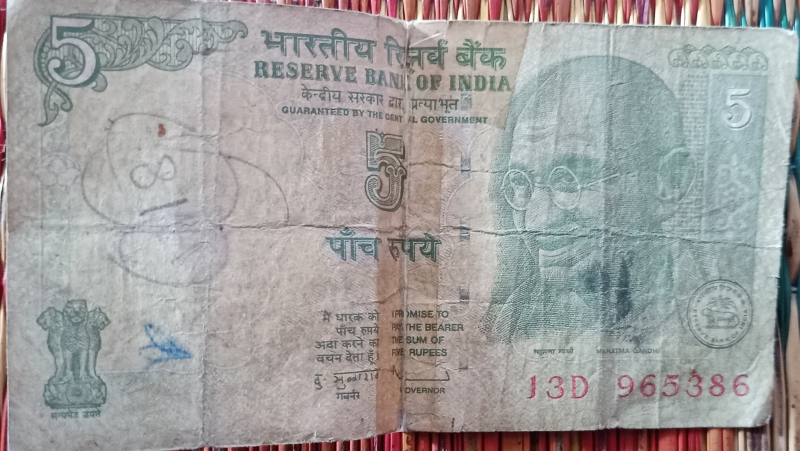 5
भारतीय रिज़र्व बैंक
RESERVE BANK OF INDIA
केन्द्रीय सरकार द्वारा प्रत्याभूत
GUARANTEED BY THE CENTRAL GOVERNMENT
5
5
पाँच रुपये
मैं धारक को
पाँच रुपये
अदा करने का
वचन देता हूँ।
I PROMISE TO
PAY THE BEARER
THE SUM OF
FIVE RUPEES
गवर्नर
GOVERNOR
सत्यमेव जयते
महात्मा गांधी MAHATMA GANDHI
13D 965386
18